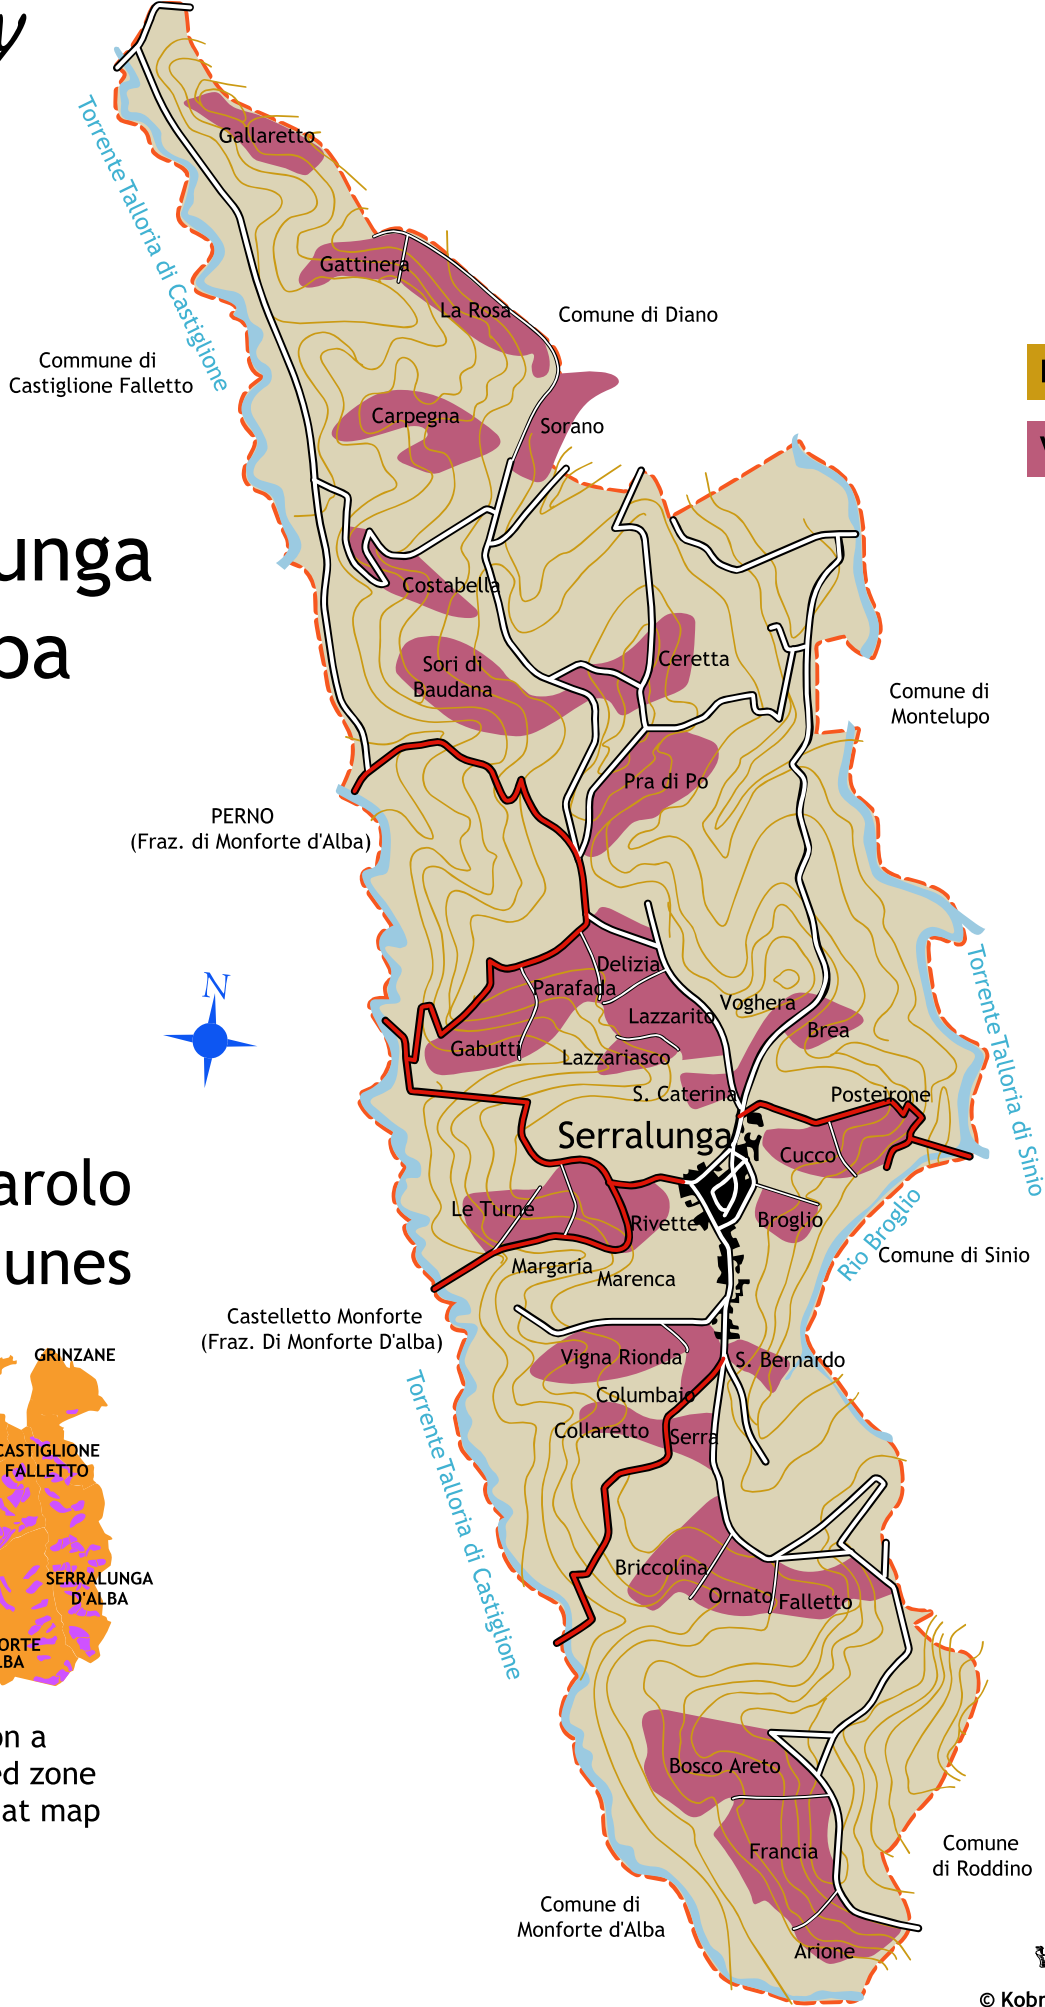 y
Gallaretto
Torrente Talloria di Castiglione
Gattinera
La Rosa
Comune di Diano
Commune di
Castiglione Falletto
Carpegna
Sorano
unga
ba
Costabella
Sori di
Baudana
Ceretta
Comune di
Montelupo
Pra di Po
PERNO
(Fraz. di Monforte d'Alba)
Delizia
Parafada
Voghera
Lazzarito
Brea
N
Gabutti
Lazzariasco
Torrente Talloria di Sinio
S. Caterina
Posteirone
Serralunga
Cucco
arolo
Le Turne
Rivette
Broglio
Rio Broglio
unes
Comune di Sinio
Margaria
Marenca
Castelletto Monforte
(Fraz. Di Monforte D'alba)
GRINZANE
Vigna Rionda
S. Bernardo
Torrente Talloria di Castiglione
Columbaio
Collaretto
Serra
CASTIGLIONE
FALLETTO
SERRALUNGA
D'ALBA
Briccolina
Ornato
Falletto
ORTE
LBA
on a
ed zone
at map
Bosco Areto
Francia
Comune
di Roddino
Comune di
Monforte d'Alba
Arione
© Kobr